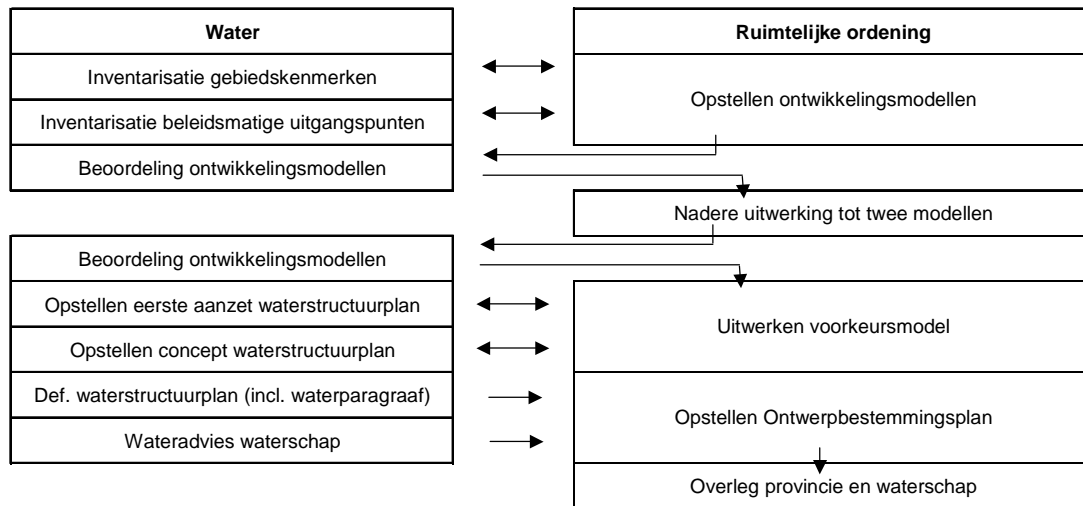 Water
Ruimtelijke ordening
Inventarisatie gebiedskenmerken
Opstellen ontwikkelingsmodellen
Inventarisatie beleidsmatige uitgangspunten
Beoordeling ontwikkelingsmodellen
Nadere uitwerking tot twee modellen
Beoordeling ontwikkelingsmodellen
Opstellen eerste aanzet waterstructuurplan
Uitwerken voorkeursmodel
Opstellen concept waterstructuurplan
Def. waterstructuurplan (incl. waterparagraaf)
Opstellen Ontwerpbestemmingsplan
Wateradvies waterschap
Overleg provincie en waterschap